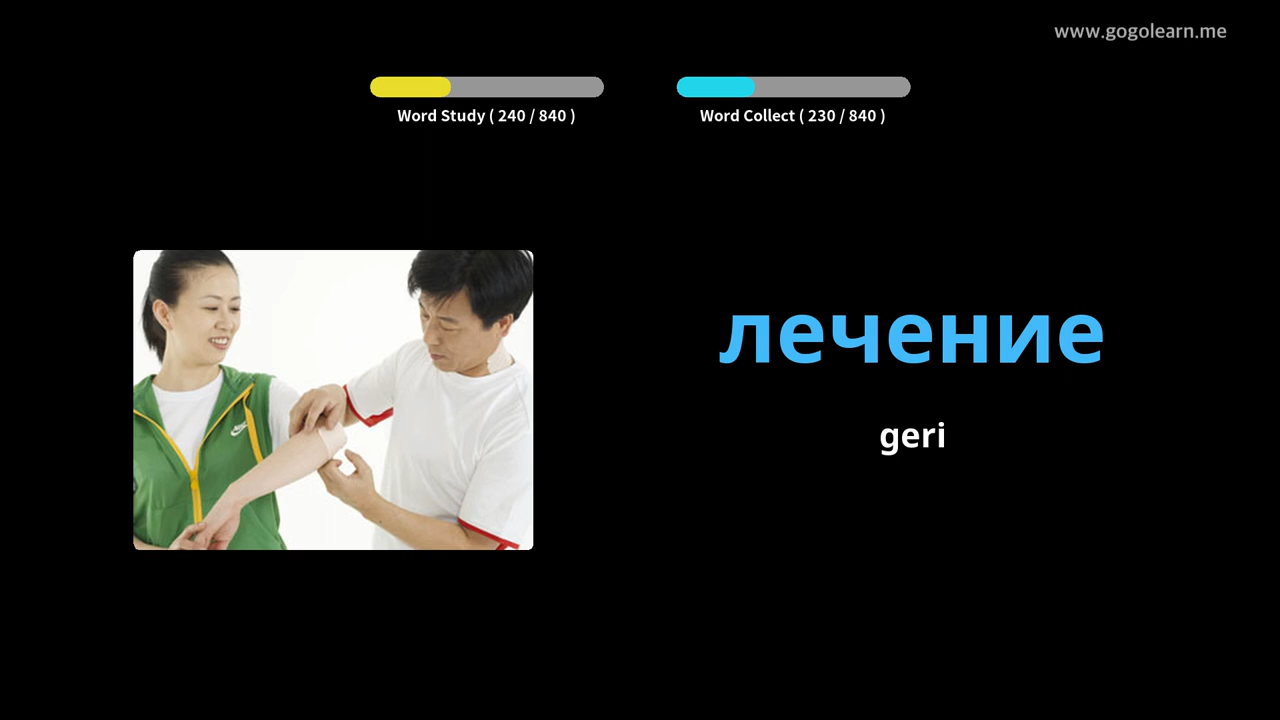 www.gogolearn.me
Word Study ( 240 / 840 )
Word Collect ( 230 / 840 )
лечение
geri